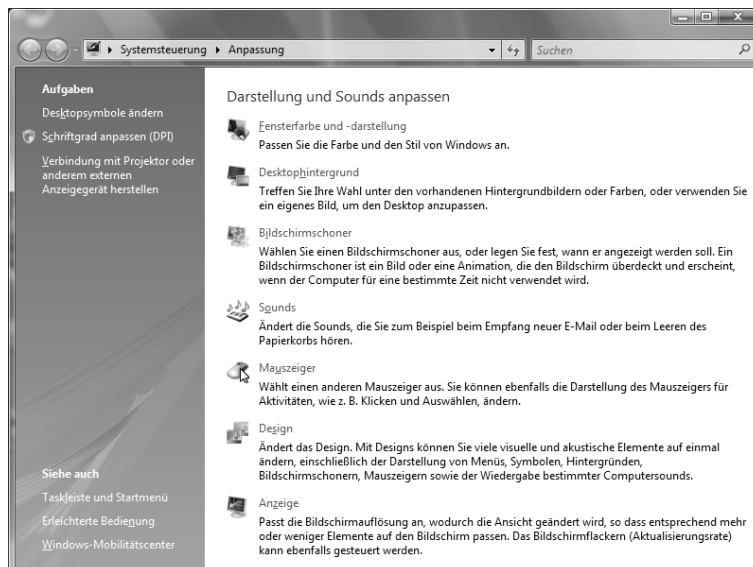 Systemsteuerung ▸ Anpassung
Suchen
Aufgaben
Desktopsymbole ändern
Schriftgrad anpassen (DPI)
Verbindung mit Projektor oder
anderem externen
Anzeigegerät herstellen
Siehe auch
Taskleiste und Startmenü
Erleichterte Bedienung
Windows-Mobilitätscenter
Darstellung und Sounds anpassen
Fensterfarbe und -darstellung
Passen Sie die Farbe und den Stil von Windows an.
Desktophintergrund
Treffen Sie Ihre Wahl unter den vorhandenen Hintergrundbildern oder Farben, oder verwenden Sie
ein eigenes Bild, um den Desktop anzupassen.
Bildschirmschoner
Wählen Sie einen Bildschirmschoner aus, oder legen Sie fest, wann er angezeigt werden soll. Ein
Bildschirmschoner ist ein Bild oder eine Animation, die den Bildschirm überdeckt und erscheint,
wenn der Computer für eine bestimmte Zeit nicht verwendet wird.
Sounds
Ändert die Sounds, die Sie zum Beispiel beim Empfang neuer E-Mail oder beim Leeren des
Papierkorbs hören.
Mauszeiger
Wählt einen anderen Mauszeiger aus. Sie können ebenfalls die Darstellung des Mauszeigers für
Aktivitäten, wie z. B. Klicken und Auswählen, ändern.
Design
Ändert das Design. Mit Designs können Sie viele visuelle und akustische Elemente auf einmal
ändern, einschließlich der Darstellung von Menüs, Symbolen, Hintergründen,
Bildschirmschonern, Mauszeigern sowie der Wiedergabe bestimmter Computersounds.
Anzeige
Passt die Bildschirmauflösung an, wodurch die Ansicht geändert wird, so dass entsprechend mehr
oder weniger Elemente auf den Bildschirm passen. Das Bildschirmflackern (Aktualisierungsrate)
kann ebenfalls gesteuert werden.